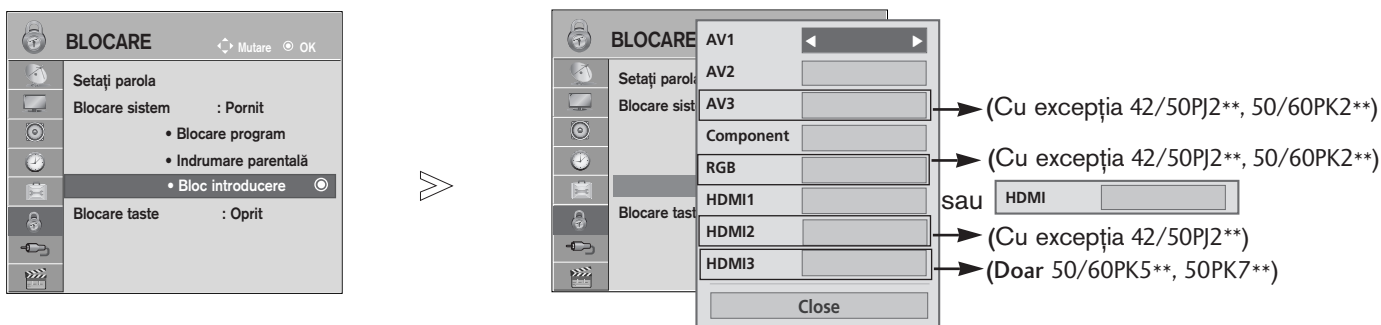 BLOCARE Mutare OK
Setați parola
Blocare sistem : Pornit
• Blocare program
• Indrumare parentală
• Bloc introducere
Blocare taste : Oprit
BLOCARE
Setați parol
Blocare sist
Blocare tast
AV1
AV2
AV3 (Cu excepția 42/50PJ2**, 50/60PK2**)
Component
RGB (Cu excepția 42/50PJ2**, 50/60PK2**)
HDMI1 sau HDMI
HDMI2 (Cu excepția 42/50PJ2**)
HDMI3 (Doar 50/60PK5**, 50PK7**)
Close